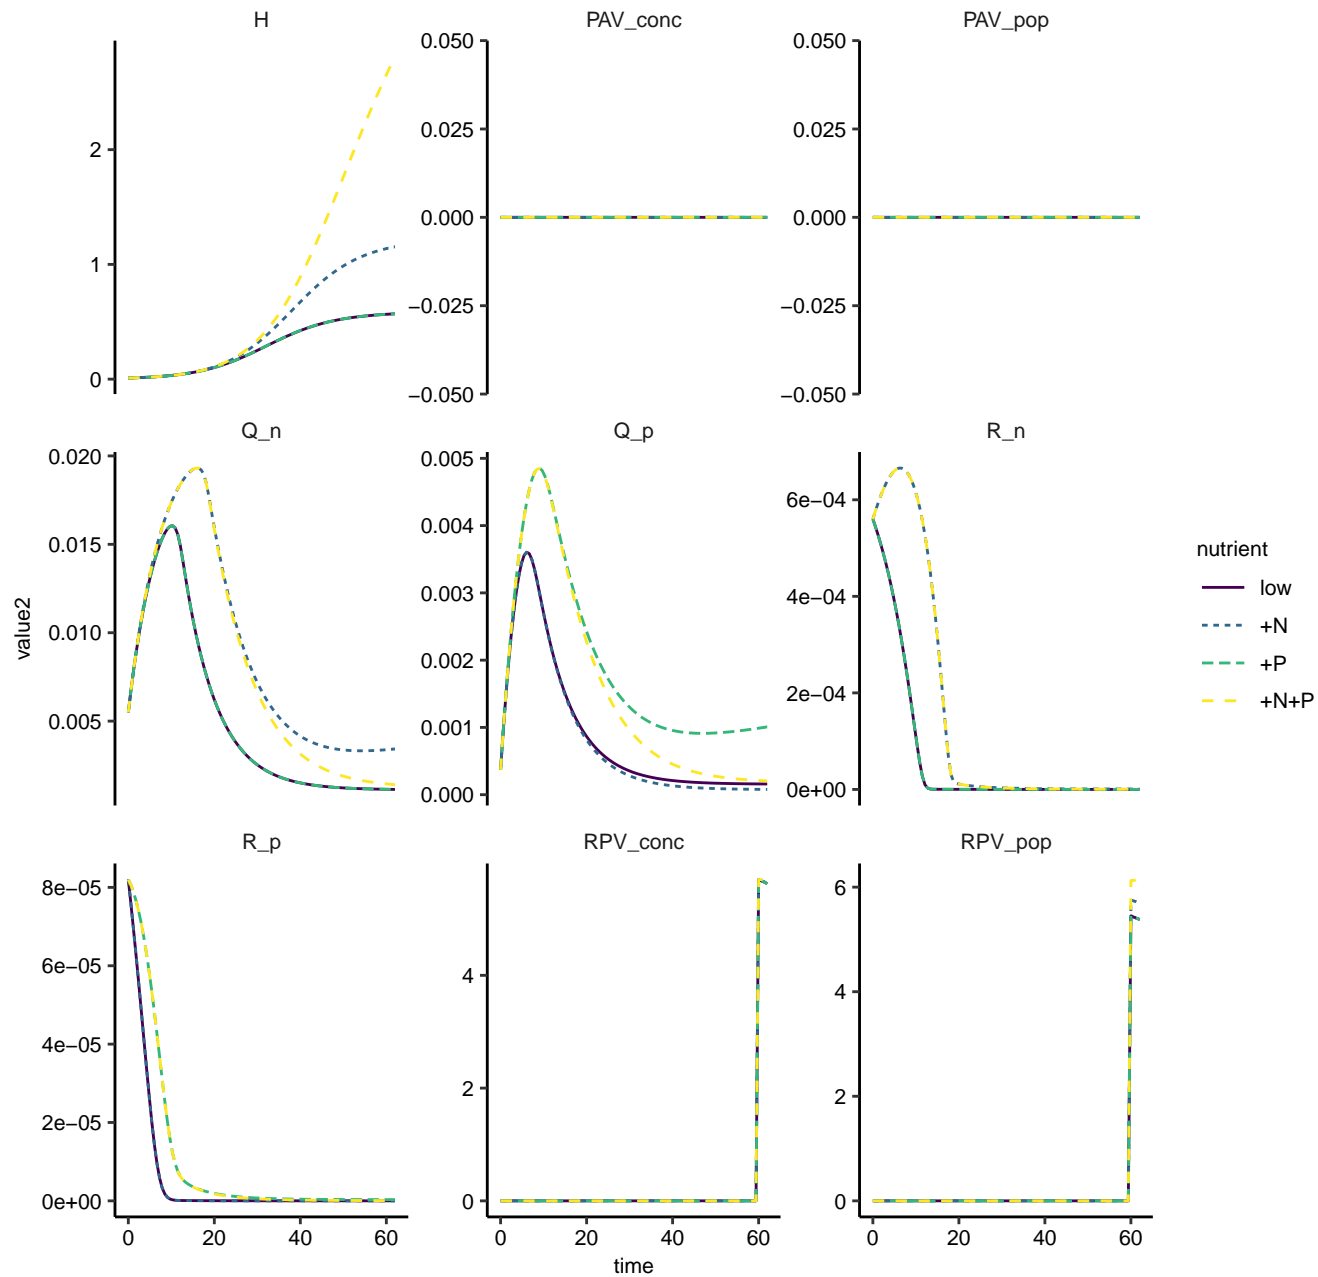 H
PAV_conc
PAV_pop
2
1
0
0.050
0.025
0.000
−0.025
−0.050
0.050
0.025
0.000
−0.025
−0.050
Q_n
Q_p
R_n
0.020
0.015
0.010
0.005
0.005
0.004
0.003
0.002
0.001
0.000
6e−04
4e−04
2e−04
0e+00
R_p
RPV_conc
RPV_pop
8e−05
6e−05
4e−05
2e−05
0e+00
4
2
0
6
4
2
0
0 20 40 60
0 20 40 60
0 20 40 60
time
value2
nutrient
low
+N
+P
+N+P